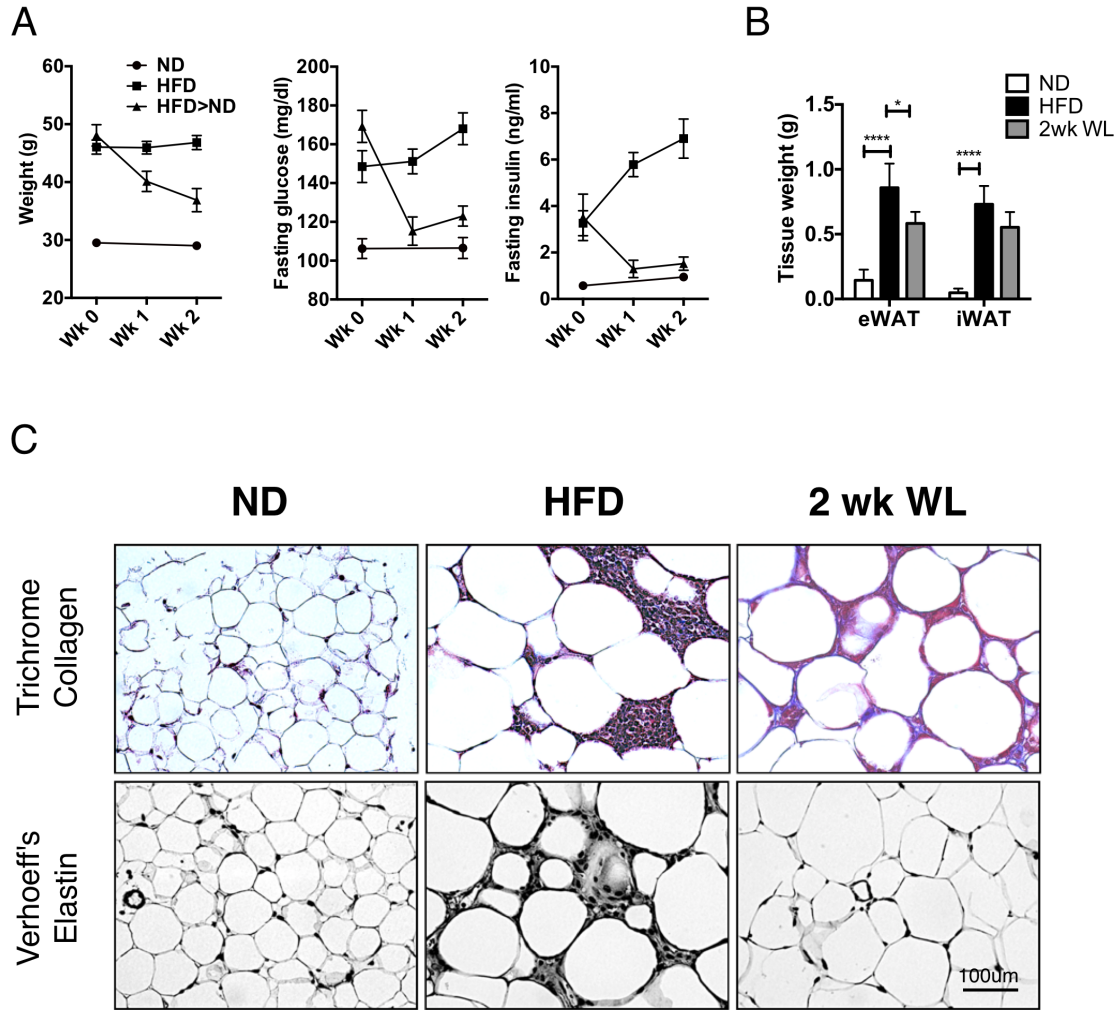 A
B
ND
HFD
HFD>ND
Weight (g)
60
50
40
30
20
Wk 0
Wk 1
Wk 2
Fasting glucose (mg/dl)
200
180
160
140
120
100
80
Wk 0
Wk 1
Wk 2
Fasting insulin (ng/ml)
10
8
6
4
2
0
Wk 0
Wk 1
Wk 2
ND
HFD
2wk WL
Tissue weight (g)
1.5
1.0
0.5
0.0
****
*
****
eWAT
iWAT
C
ND
HFD
2 wk WL
Trichrome
Collagen
Verhoeff's
Elastin
100um